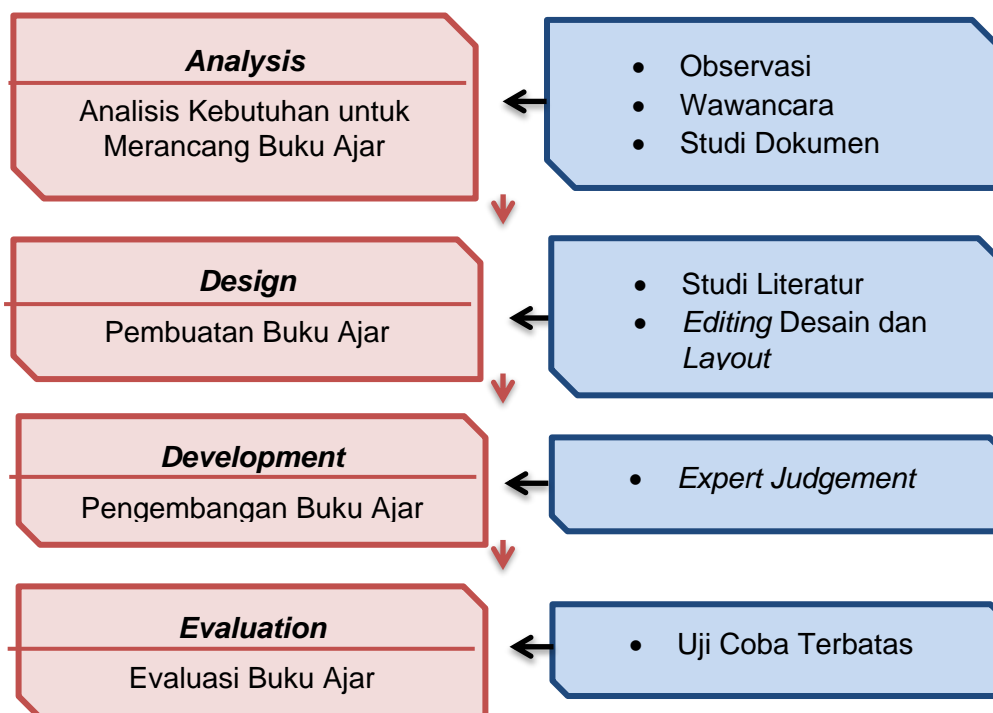 Analysis
Analisis Kebutuhan untuk
Merancang Buku Ajar
• Observasi
• Wawancara
• Studi Dokumen
Design
Pembuatan Buku Ajar
• Studi Literatur
• Editing Desain dan
Layout
Development
Pengembangan Buku Ajar
• Expert Judgement
Evaluation
Evaluasi Buku Ajar
• Uji Coba Terbatas